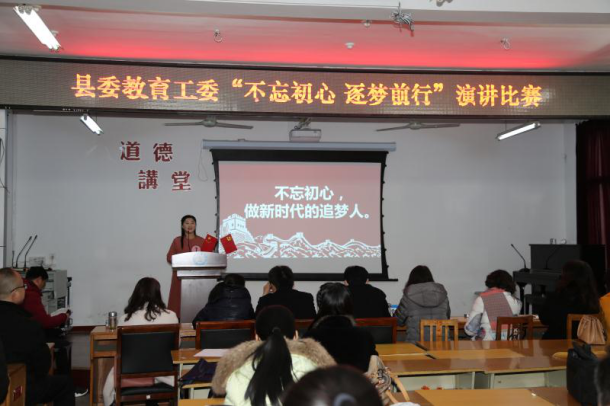 县委教育工委“不忘初心 逐梦前行”演讲比赛
道德
講堂
不忘初心，
做新时代的追梦人。